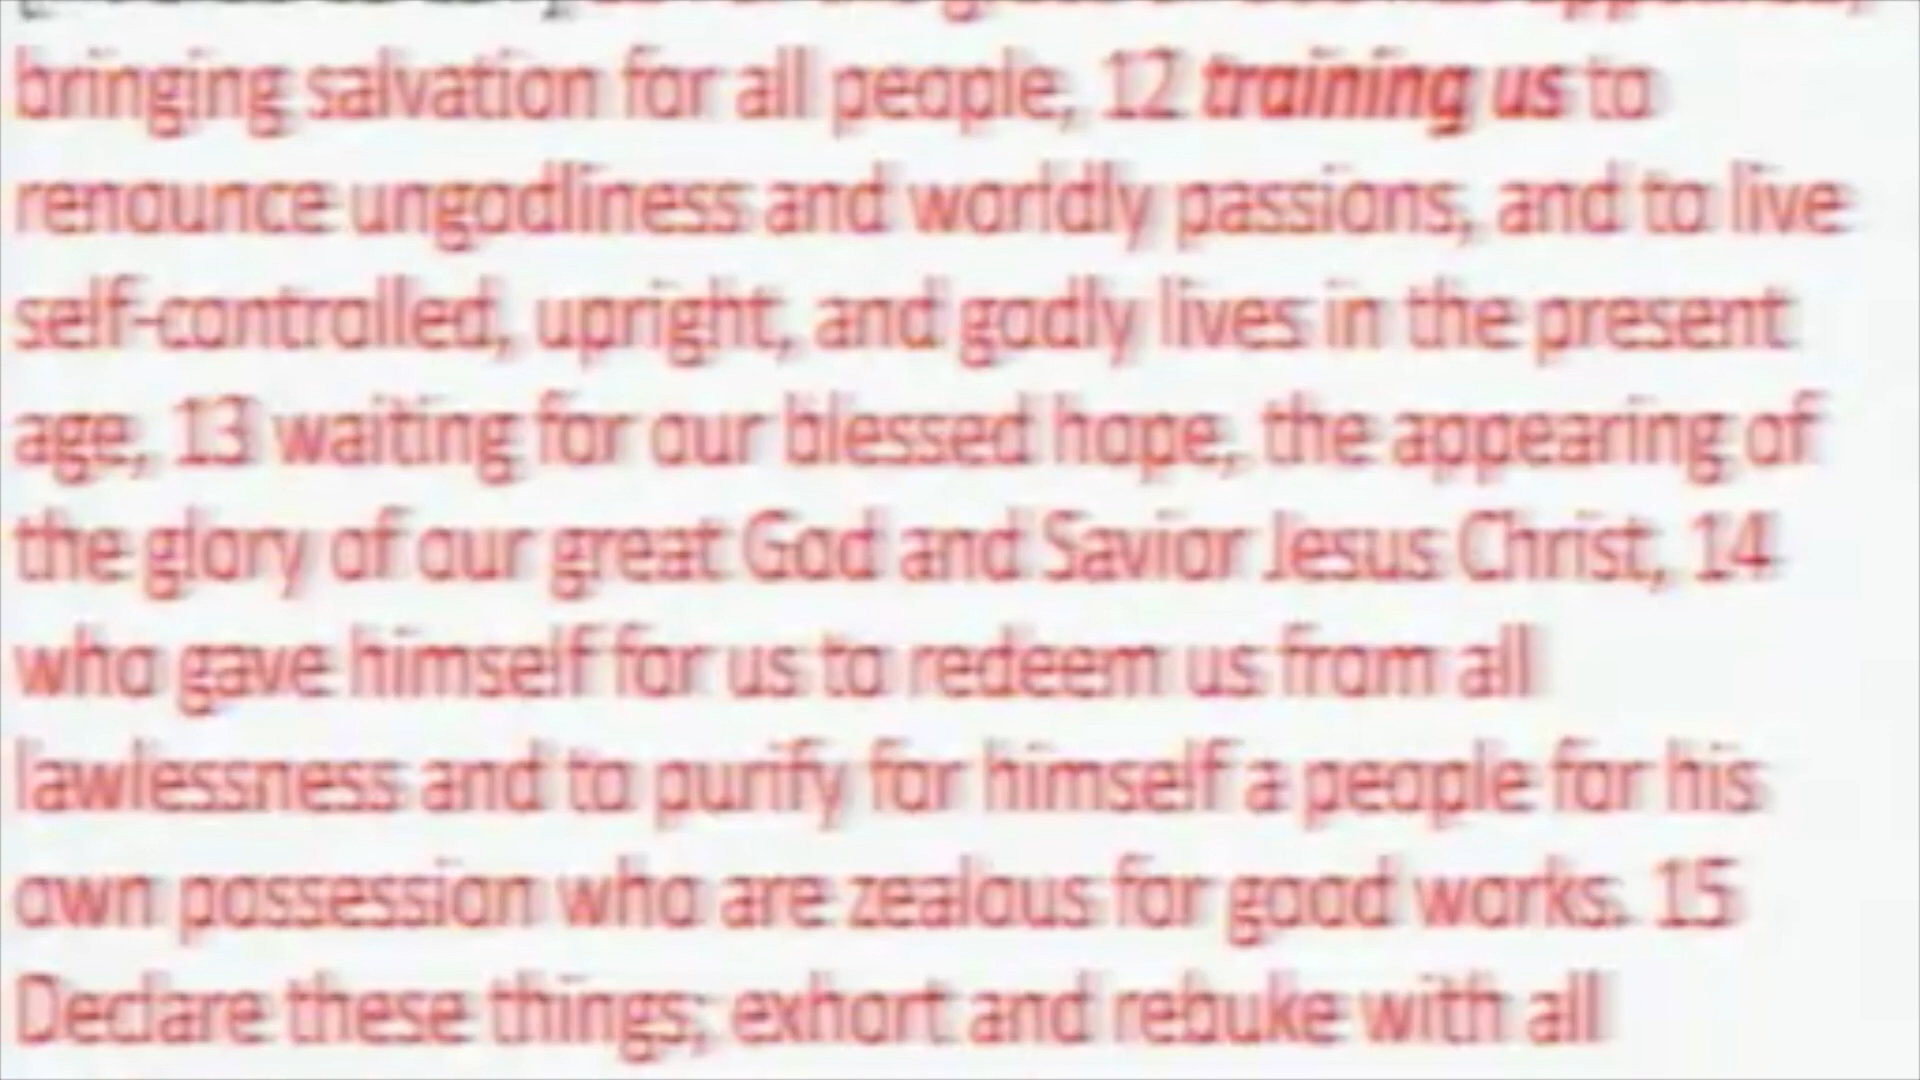 bringing salvation for all people, 12 training us to
renounce ungodliness and worldly passions, and to live
self-controlled, upright, and godly lives in the present
age, 13 waiting for our blessed hope, the appearing of
the glory of our great God and Savior Jesus Christ, 14
who gave himself for us to redeem us from all
lawlessness and to purify for himself a people for his
own possession who are zealous for good works. 15
Declare these things; exhort and rebuke with all